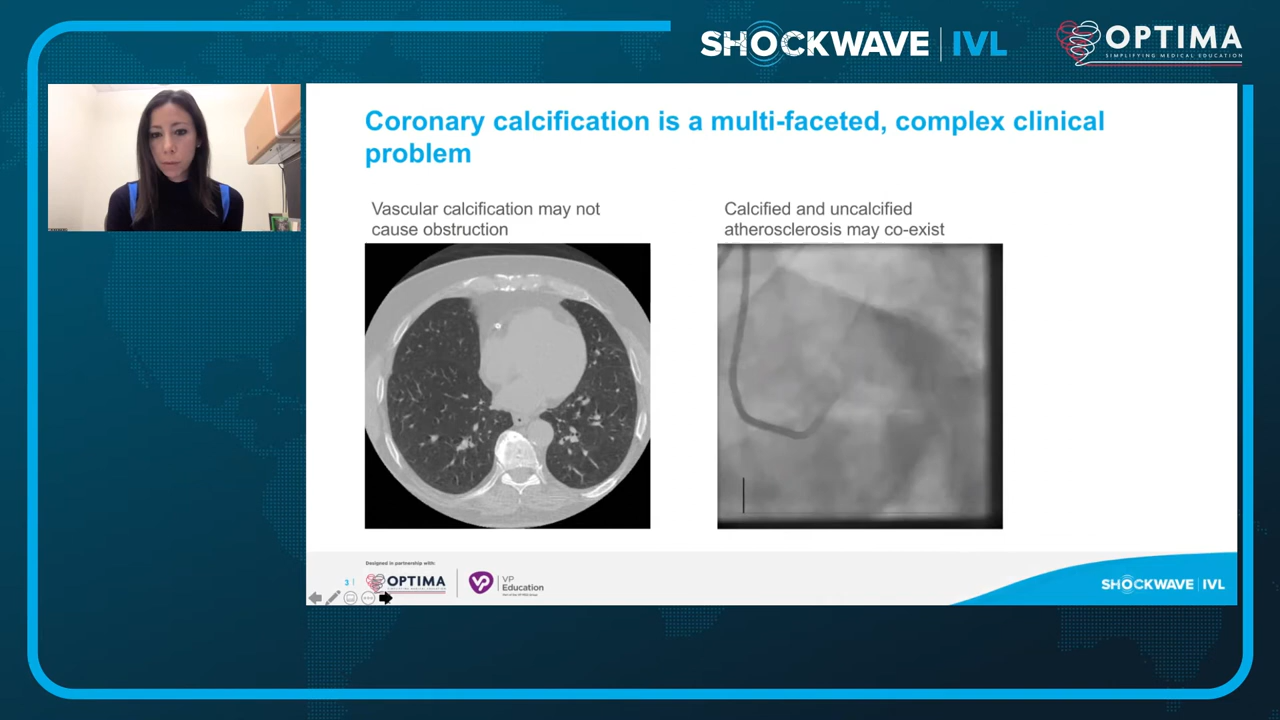 SHOCKWAVE | IVL
OPTIMA
SIMPLIFYING MEDICAL EDUCATION
Coronary calcification is a multi-faceted, complex clinical
problem
Vascular calcification may not
cause obstruction
Calcified and uncalcified
atherosclerosis may co-exist
Designed in partnership with:
3 |
OPTIMA
VP
Education
SHOCKWAVE | IVL